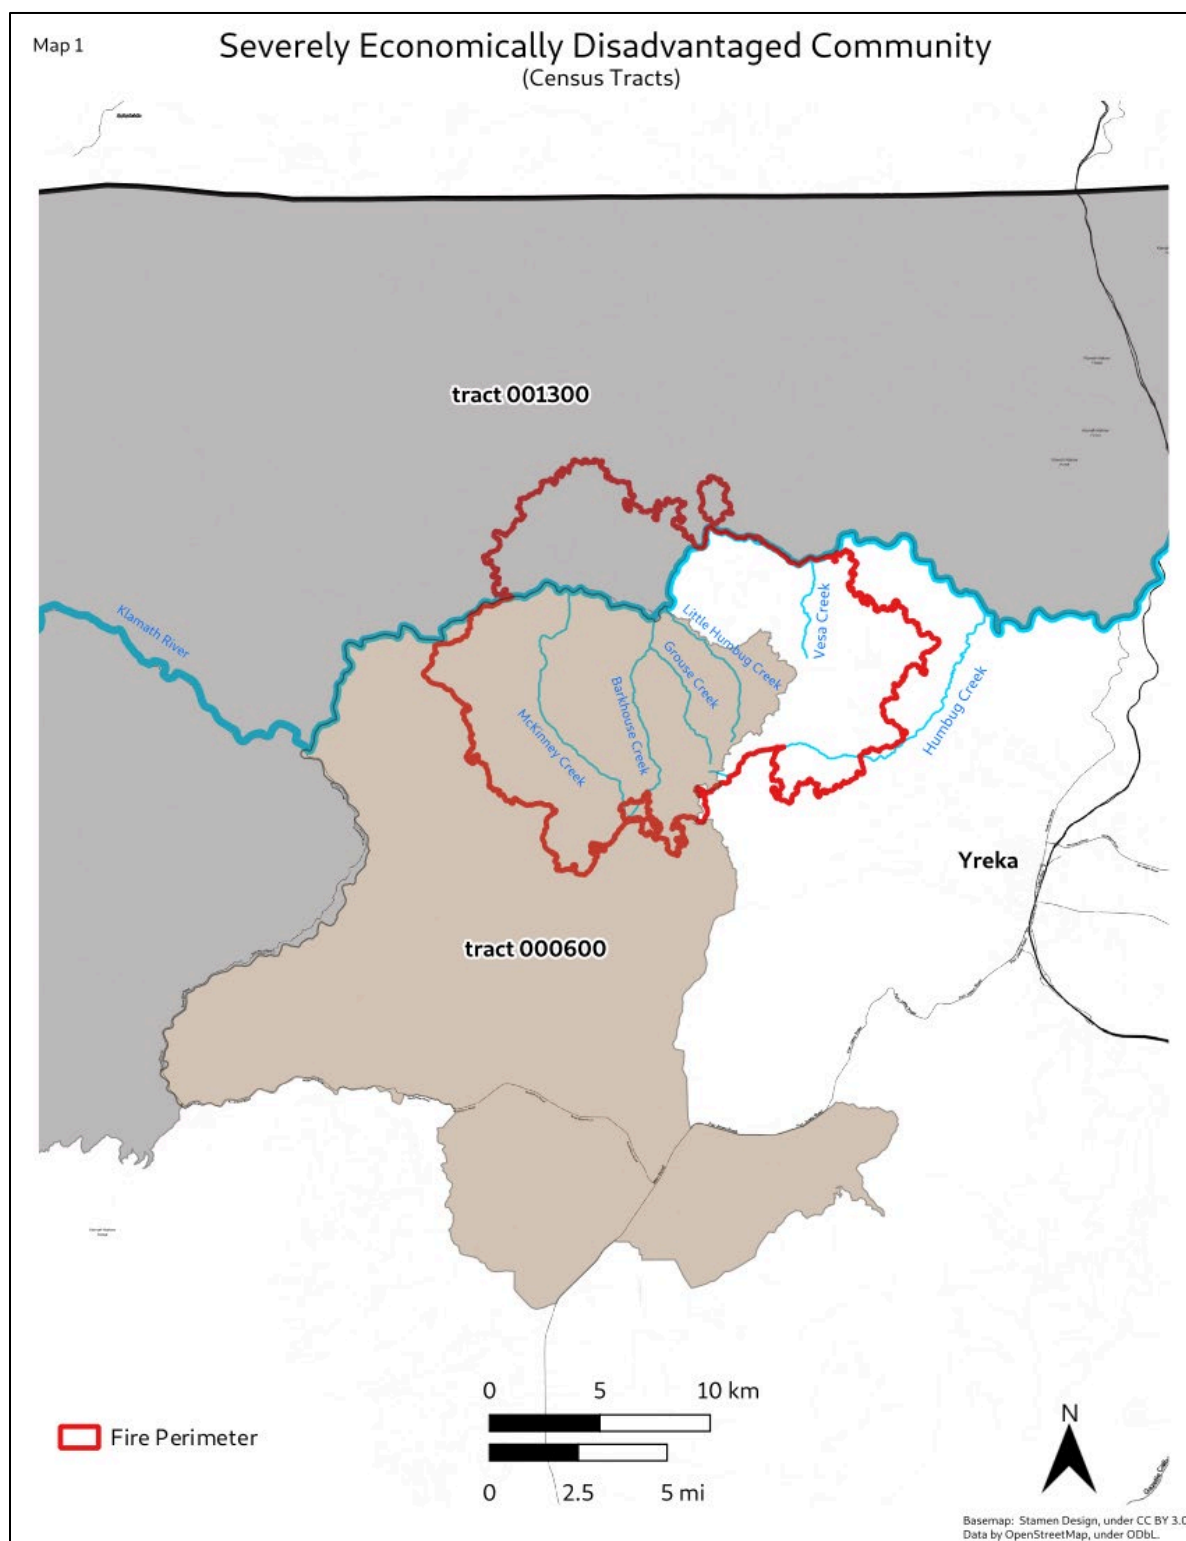 Map 1
Severely Economically Disadvantaged Community
(Census Tracts)
tract 001300
Klamath River
Little Humbug Creek
Vesa Creek
Grouse Creek
Barkhouse Creek
McKinney Creek
Humbug Creek
Yreka
tract 000600
0 5 10 km
Fire Perimeter
0 2.5 5 mi
N
Basemap: Stamen Design, under CC BY 3.0
Data by OpenStreetMap, under ODbL.